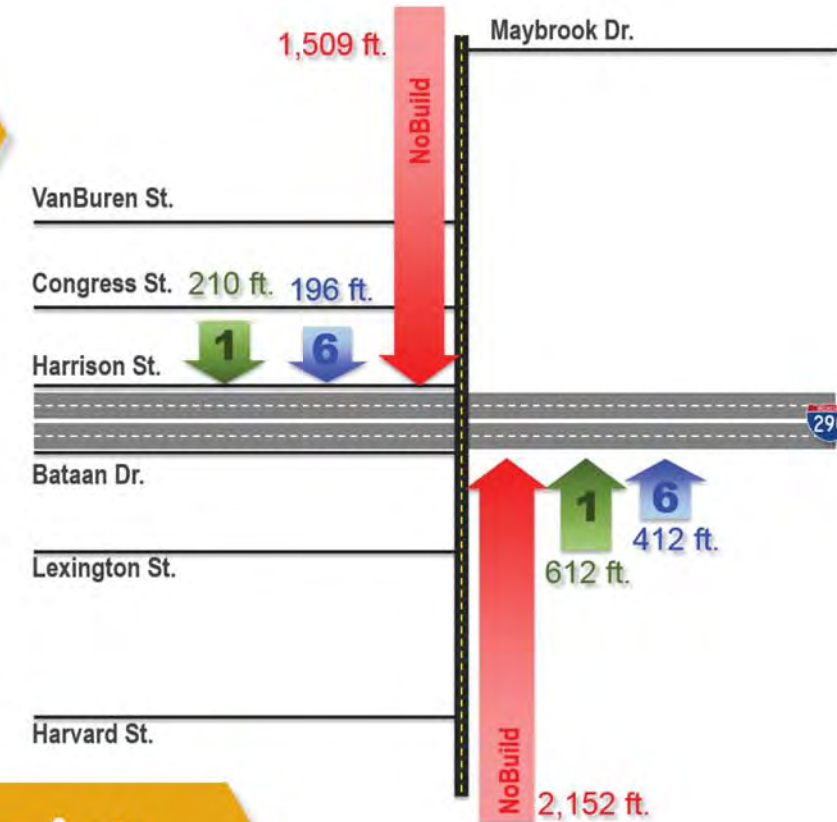 1,509 ft.
Maybrook Dr.
NoBuild
VanBuren St.
Congress St. 210 ft. 196 ft.
1
6
Harrison St.
Bataan Dr.
1
6
412 ft.
Lexington St.
612 ft.
Harvard St.
NoBuild
2,152 ft.